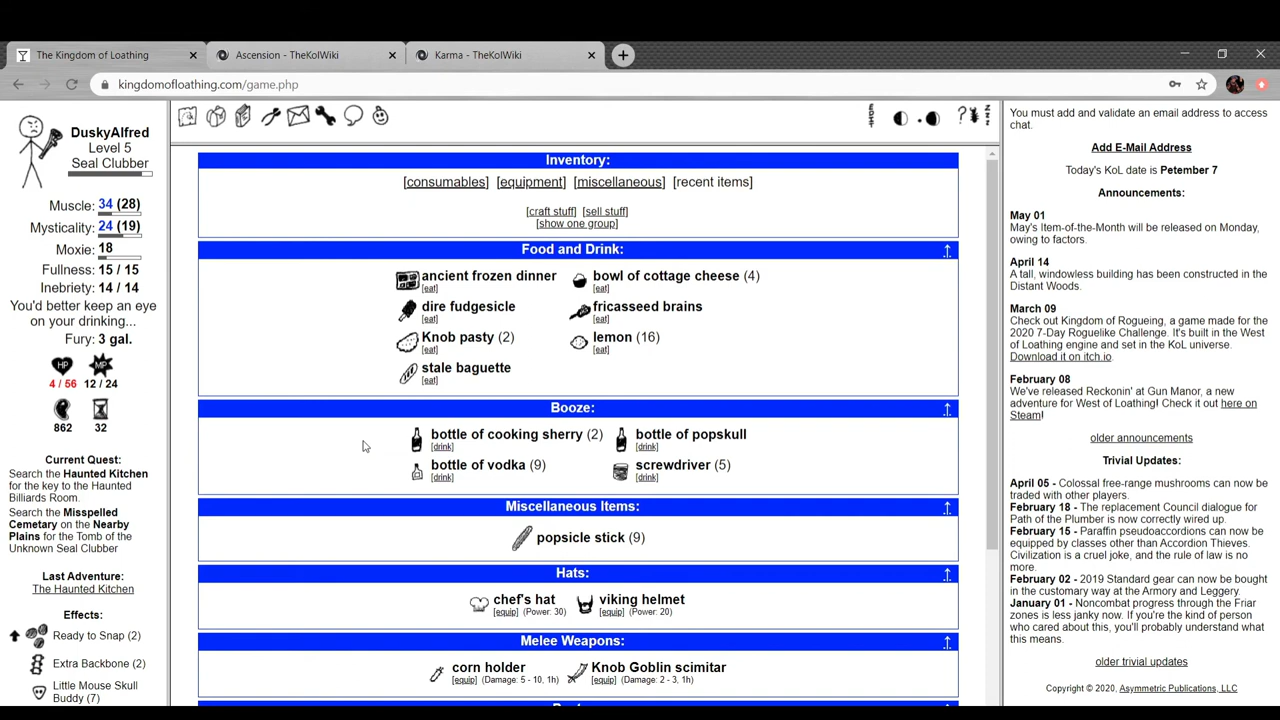 The Kingdom of Loathing
Ascension - TheKolWiki
Karma - TheKolWiki
kingdomofloathing.com/game.php
DuskyAlfred
Level 5
Seal Clubber
Muscle: 34 (28)
Mysticality: 24 (19)
Moxie: 18
Fullness: 15 / 15
Inebriety: 14 / 14
You'd better keep an eye
on your drinking...
Fury: 3 gal.
HP MP
4 / 56 12 / 24
862 32
Current Quest:
Search the Haunted Kitchen
for the key to the Haunted
Billiards Room.
Search the Misspelled
Cemetary on the Nearby
Plains for the Tomb of the
Unknown Seal Clubber
Last Adventure:
The Haunted Kitchen
Effects:
Ready to Snap (2)
Extra Backbone (2)
Little Mouse Skull
Buddy (7)
Inventory:
[consumables] [equipment] [miscellaneous] [recent items]
[craft stuff] [sell stuff]
[show one group]
Food and Drink:
ancient frozen dinner bowl of cottage cheese (4)
[eat] [eat]
dire fudgesicle fricasseed brains
[eat] [eat]
Knob pasty (2) lemon (16)
[eat] [eat]
stale baguette
[eat]
Booze:
bottle of cooking sherry (2) bottle of popskull
[drink] [drink]
bottle of vodka (9) screwdriver (5)
[drink] [drink]
Miscellaneous Items:
popsicle stick (9)
Hats:
chef's hat viking helmet
[equip] (Power: 30) [equip] (Power: 20)
Melee Weapons:
corn holder Knob Goblin scimitar
[equip] (Damage: 5 - 10, 1h) [equip] (Damage: 2 - 3, 1h)
You must add and validate an email address to access
chat.
Add E-Mail Address
Today's KoL date is Petember 7
Announcements:
May 01
May's Item-of-the-Month will be released on Monday,
owing to factors.
April 14
A tall, windowless building has been constructed in the
Distant Woods.
March 09
Check out Kingdom of Rogueing, a game made for the
2020 7-Day Roguelike Challenge. It's built in the West
of Loathing engine and set in the KoL universe.
Download it on itch.io.
February 08
We've released Reckonin' at Gun Manor, a new
adventure for West of Loathing! Check it out here on
Steam!
older announcements
Trivial Updates:
April 05 - Colossal free-range mushrooms can now be
traded with other players.
February 18 - The replacement Council dialogue for
Path of the Plumber is now correctly wired up.
February 15 - Paraffin pseudoaccordions can now be
equipped by classes other than Accordion Thieves.
Civilization is a cruel joke, and the rule of law is no
more.
February 02 - 2019 Standard gear can now be bought
in the customary way at the Armory and Leggery.
January 01 - Noncombat progress through the Friar
zones is less janky now. If you're the kind of person
who cared about this, you'll probably understand what
this means.
older trivial updates
Copyright © 2020, Asymmetric Publications, LLC